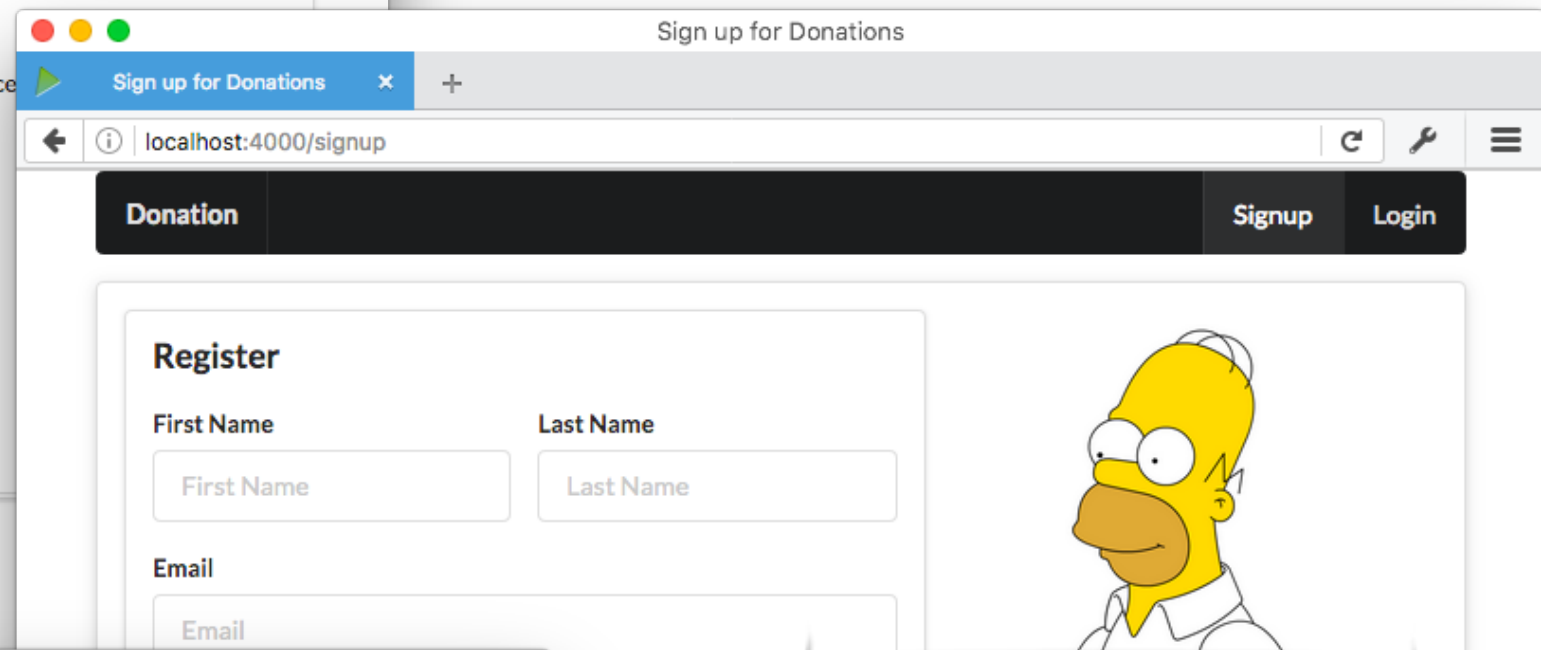 Sign up for Donations
ce
Sign up for Donations × +
localhost:4000/signup
Donation Signup Login
Register
First Name Last Name
First Name Last Name
Email
Email